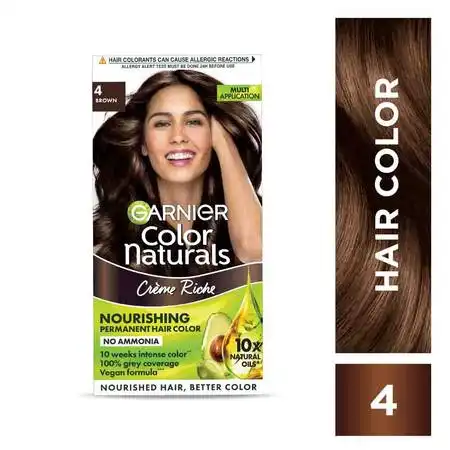 HAIR COLORANTS CAN CAUSE ALLERGIC REACTIONS
ALLERGY ALERT TEST MUST BE DONE 24H BEFORE USE
4
BROWN
MULTI
APPLICATION
GARNIER
Color
Naturals
Crème Riche
NOURISHING
PERMANENT HAIR COLOR
NO AMMONIA
10 weeks intense color**
100% grey coverage
Vegan formula^^
10x
NATURAL
OILS*
NOURISHED HAIR, BETTER COLOR
HAIR COLOR
4